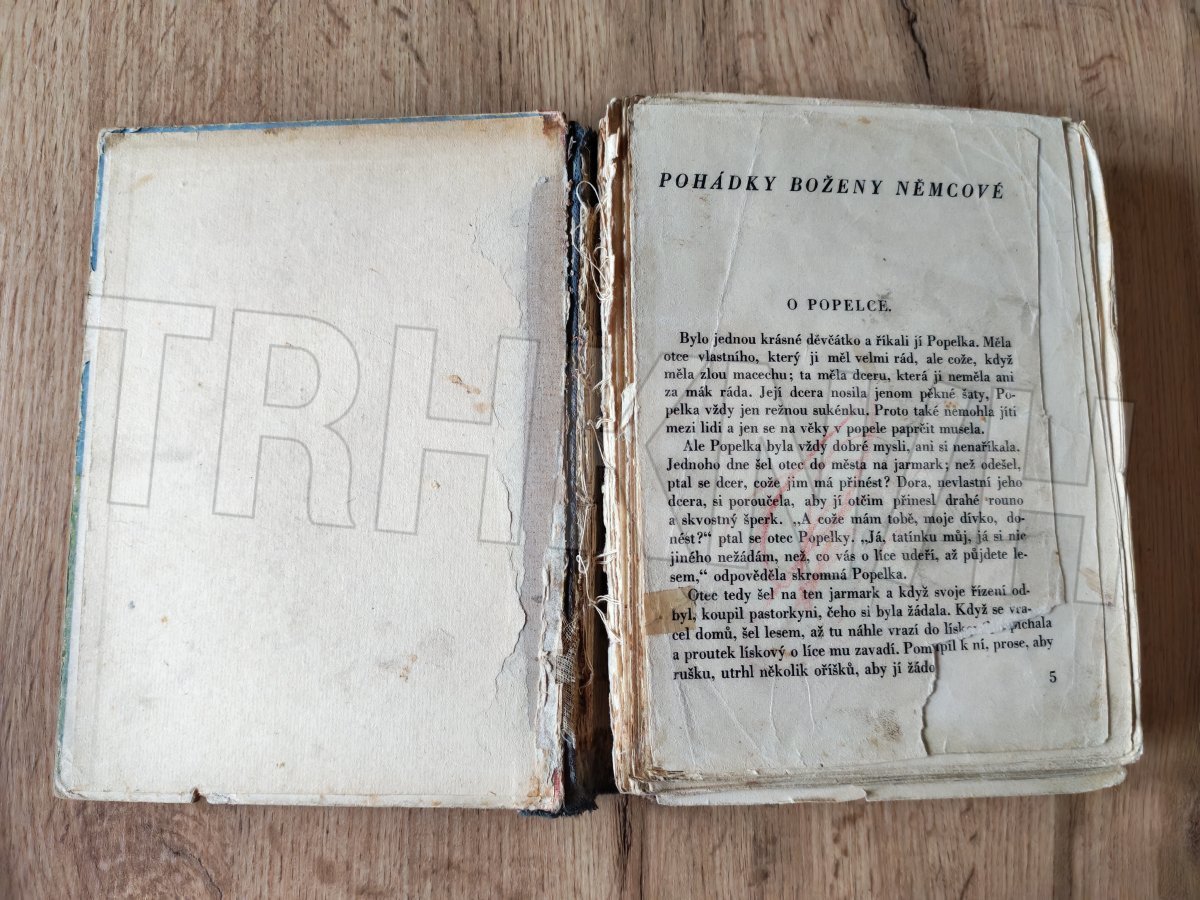 POHÁDKY BOŽENY NĚMCOVÉ
O POPELCE.
Bylo jednou krásné děvčátko a říkali jí Popelka. Měla
otce vlastního, který ji měl velmi rád, ale cože, když
měla zlou macechu; ta měla dceru, která ji neměla ani
za mák ráda. Její dcera nosila jenom pěkné šaty, Po-
pelka vždy jen režnou sukénku. Proto také nemohla jíti
mezi lidí a jen se na věky v popele paprčit musela.
Ale Popelka byla vždy dobré mysli, ani si nenaříkala.
Jednoho dne šel otec do města na jarmark; než odešel,
ptal se dcer, cože jim má přinést? Dora, nevlastní jeho
dcera, si poroučela, aby jí otčim přinesl drahé rouno
a skvostný šperk. „A cože mám tobě, moje dívko, do-
nést?“ ptal se otec Popelky. „Já, tatínku můj, já si nic
jiného nežádám, než, co vás o líce udeří, až půjdete le-
sem,“ odpověděla skromná Popelka.
Otec tedy šel na ten jarmark a když svoje řízení od-
byl, koupil pastorkyni, čeho si byla žádala. Když se vra-
cel domů, šel lesem, až tu náhle vrazí do
a proutek lískový o líce mu zavadí. k ní, prose, aby
rušku, utrhl několik oříšků, aby jí
5
TRH